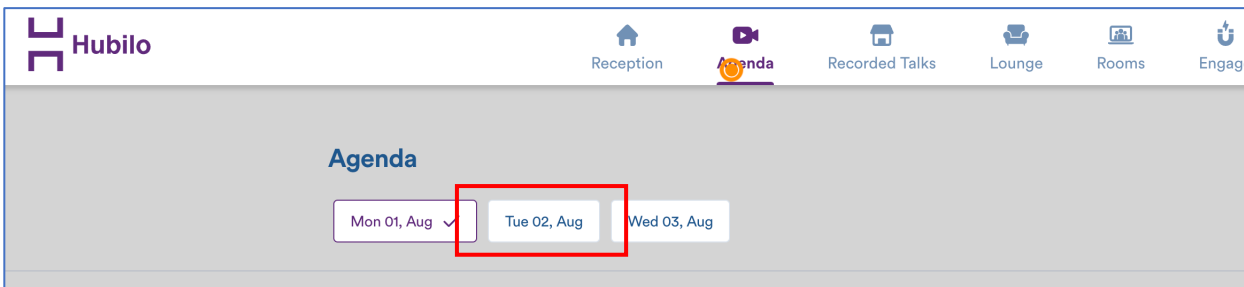 Hubilo
Reception Agenda Recorded Talks Lounge Rooms Engag
Agenda
Mon 01, Aug Tue 02, Aug Wed 03, Aug